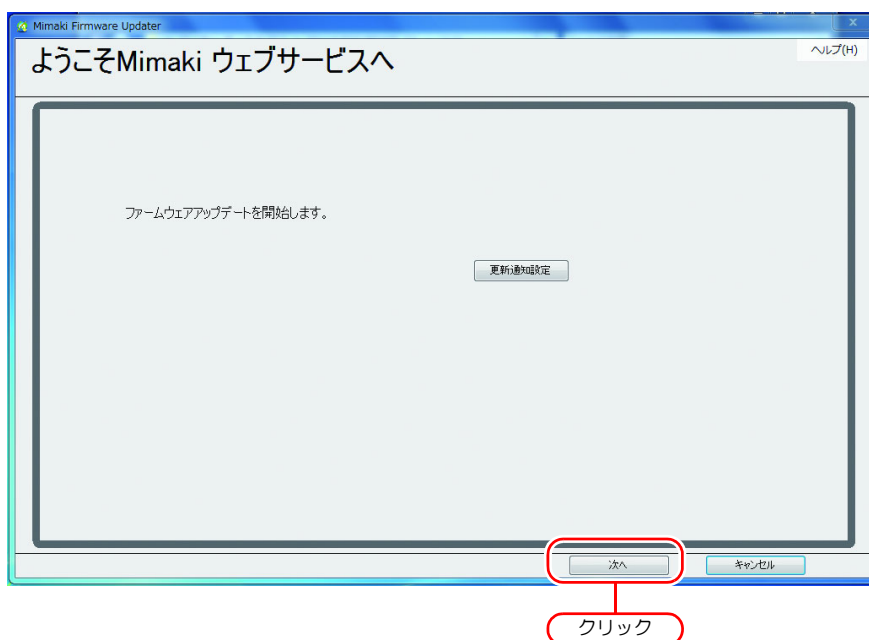 Mimaki Firmware Updater
ようこそMimaki ウェブサービスへ
ヘルプ(H)
ファームウェアアップデートを開始します。
更新通知設定
次へ
キャンセル
クリック